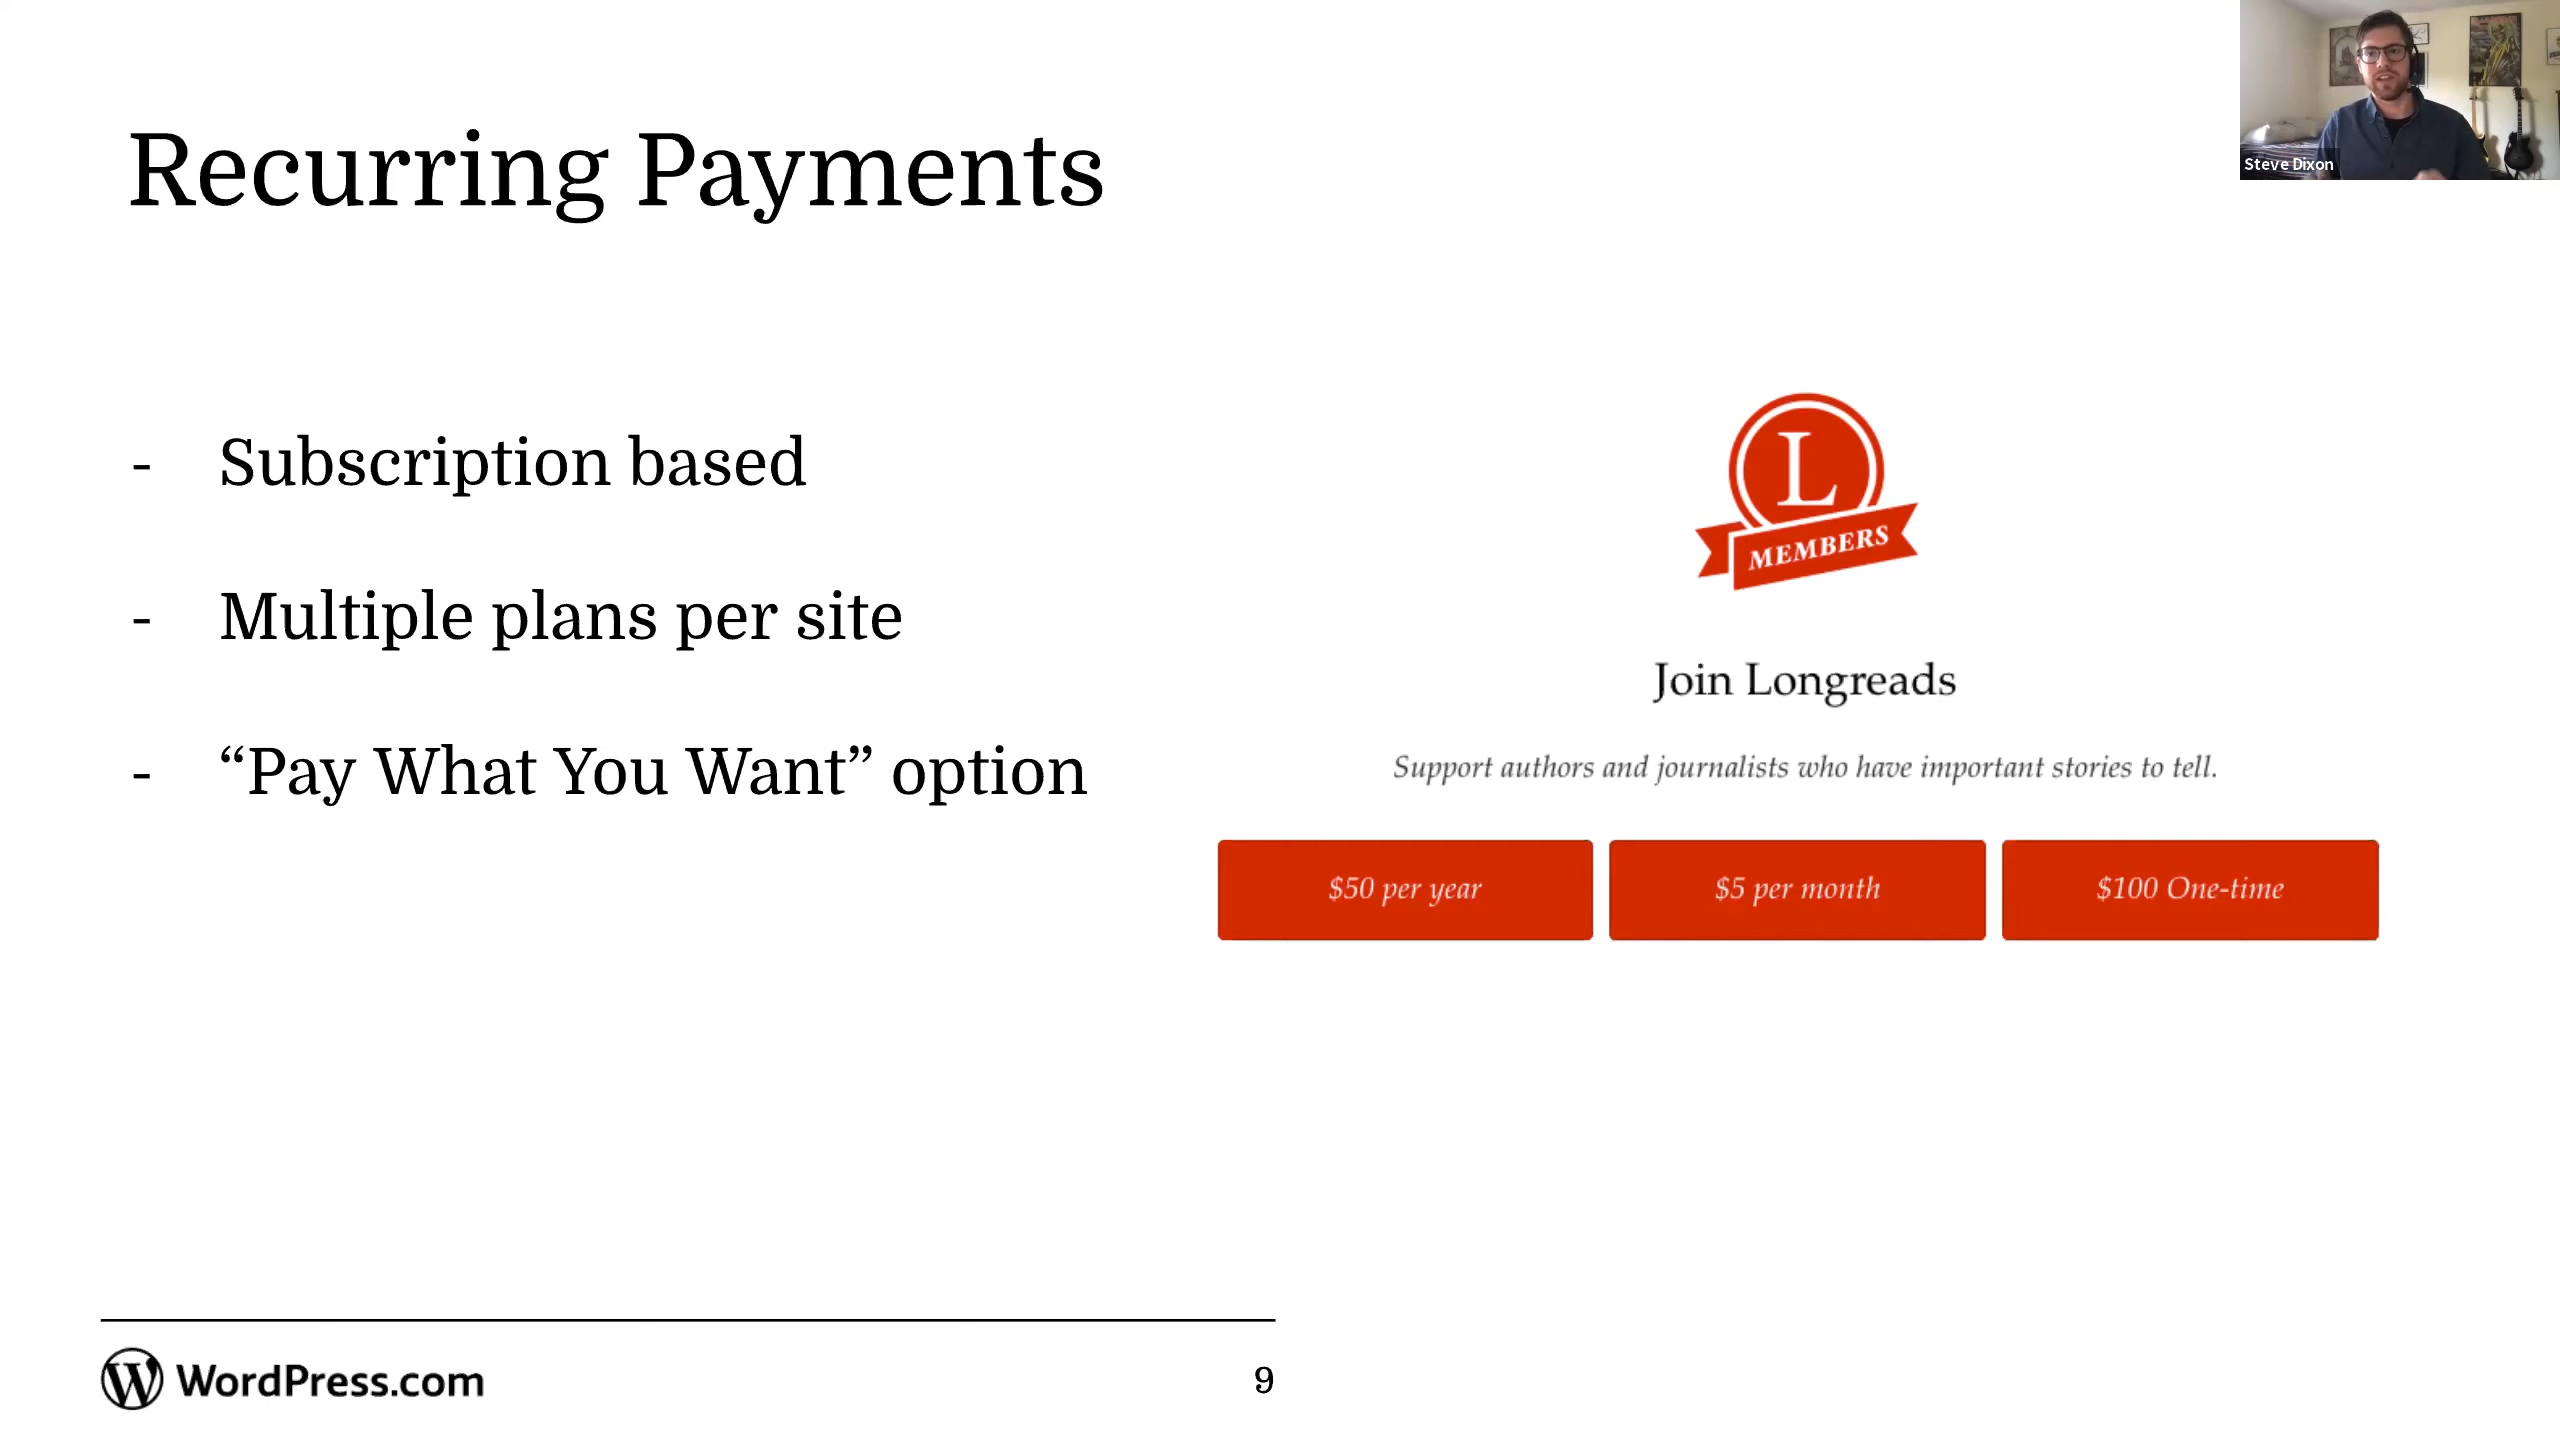 Recurring Payments
Steve Dixon
- Subscription based
- Multiple plans per site
- “Pay What You Want” option
L
MEMBERS
Join Longreads
Support authors and journalists who have important stories to tell.
$50 per year
$5 per month
$100 One-time
WordPress.com
9